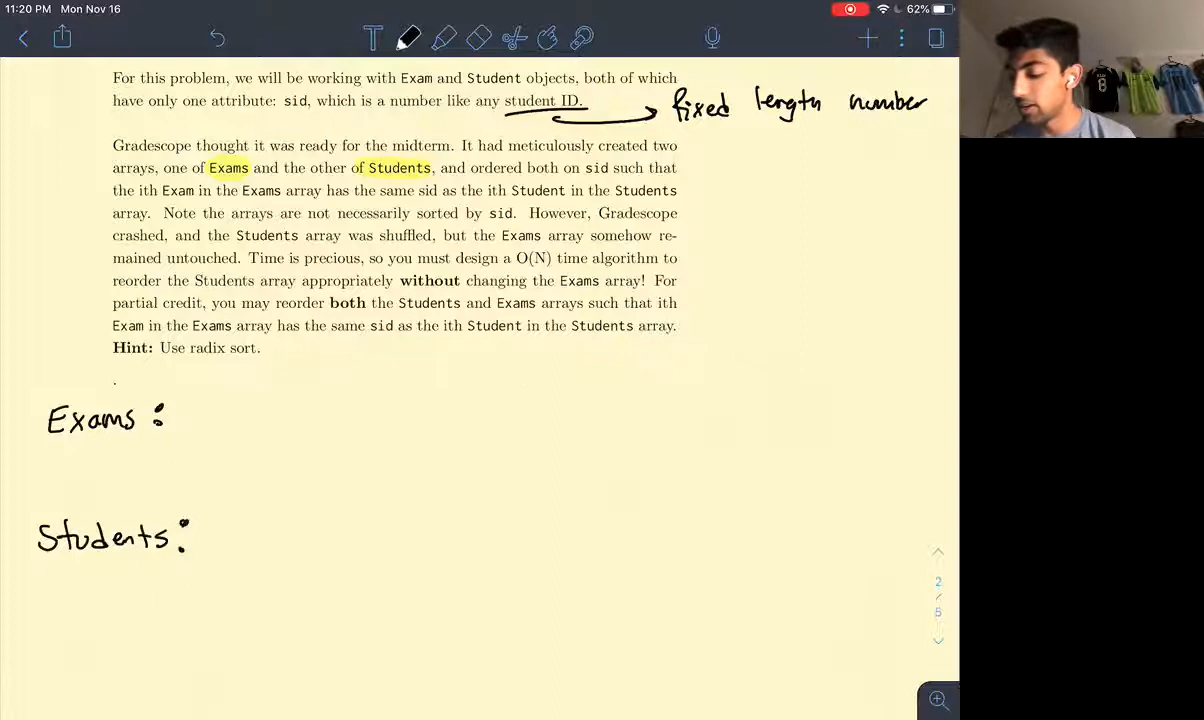 11:20 PM Mon Nov 16
62%
For this problem, we will be working with Exam and Student objects, both of which
have only one attribute: sid, which is a number like any student ID.
fixed length number
Gradescope thought it was ready for the midterm. It had meticulously created two
arrays, one of Exams and the other of Students, and ordered both on sid such that
the ith Exam in the Exams array has the same sid as the ith Student in the Students
array. Note the arrays are not necessarily sorted by sid. However, Gradescope
crashed, and the Students array was shuffled, but the Exams array somehow re-
mained untouched. Time is precious, so you must design a O(N) time algorithm to
reorder the Students array appropriately without changing the Exams array! For
partial credit, you may reorder both the Students and Exams arrays such that ith
Exam in the Exams array has the same sid as the ith Student in the Students array.
Hint: Use radix sort.
.
Exams:
Students:
2
/
5